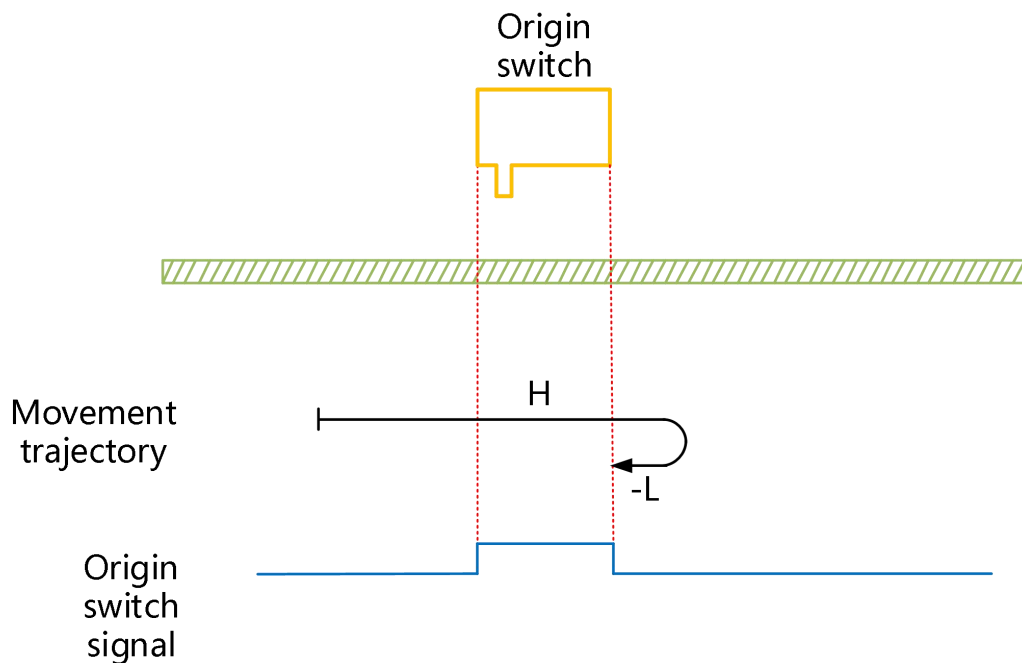 Origin
switch
H
Movement
trajectory
-L
Origin
switch
signal